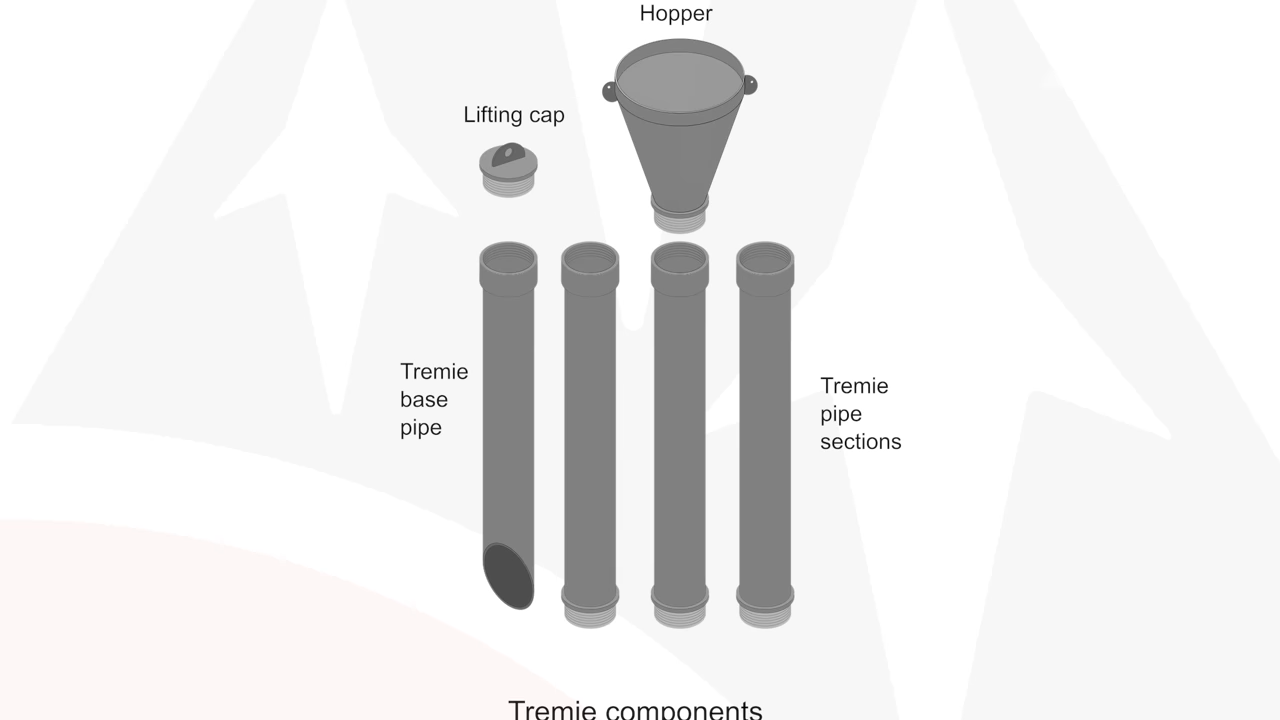 Hopper
Lifting cap
Tremie
base
pipe
Tremie
pipe
sections
Tremie components